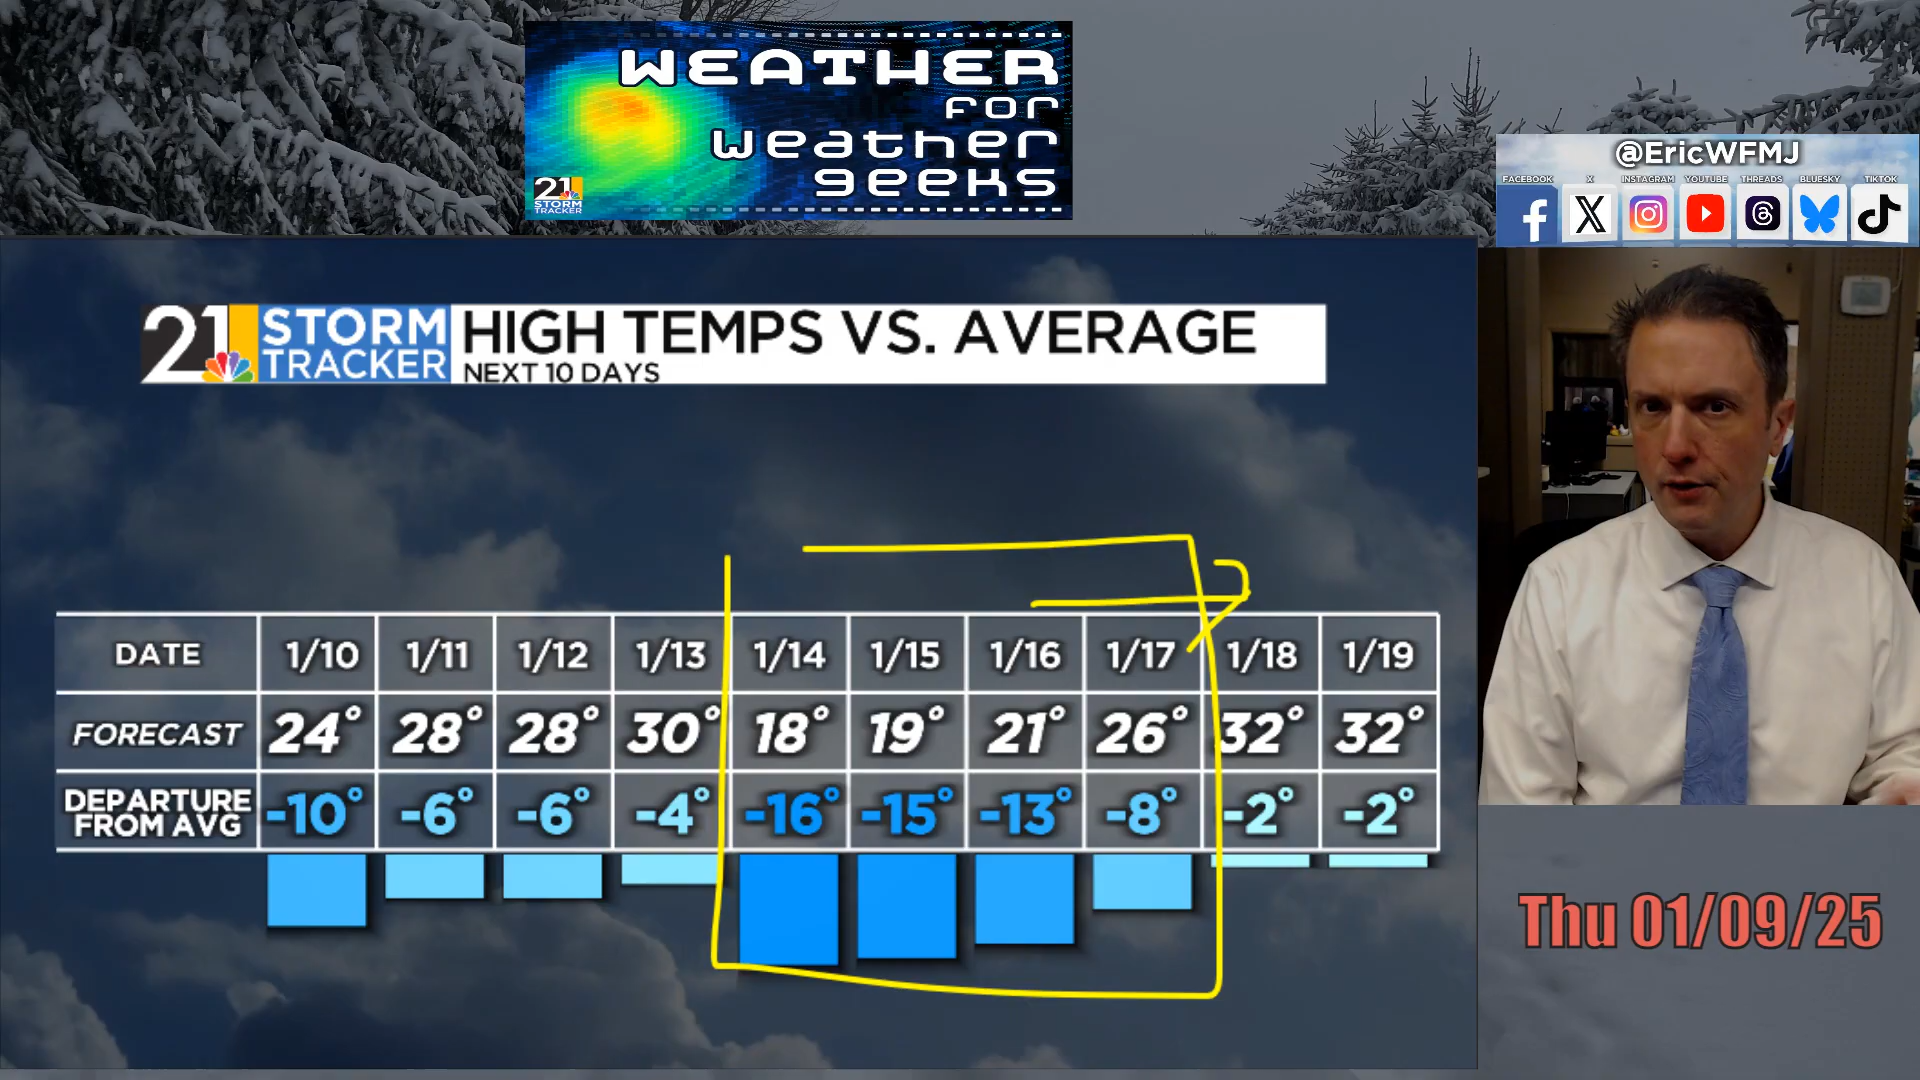 WEATHER
FOR
weather
geeks
21
STORM
TRACKER
@EricWFMJ
FACEBOOK X INSTAGRAM YOUTUBE THREADS BLUESKY TIKTOK
21 STORM TRACKER
HIGH TEMPS VS. AVERAGE
NEXT 10 DAYS
DATE 1/10 1/11 1/12 1/13 1/14 1/15 1/16 1/17 1/18 1/19
FORECAST 24° 28° 28° 30° 18° 19° 21° 26° 32° 32°
DEPARTURE FROM AVG -10° -6° -6° -4° -16° -15° -13° -8° -2° -2°
Thu 01/09/25